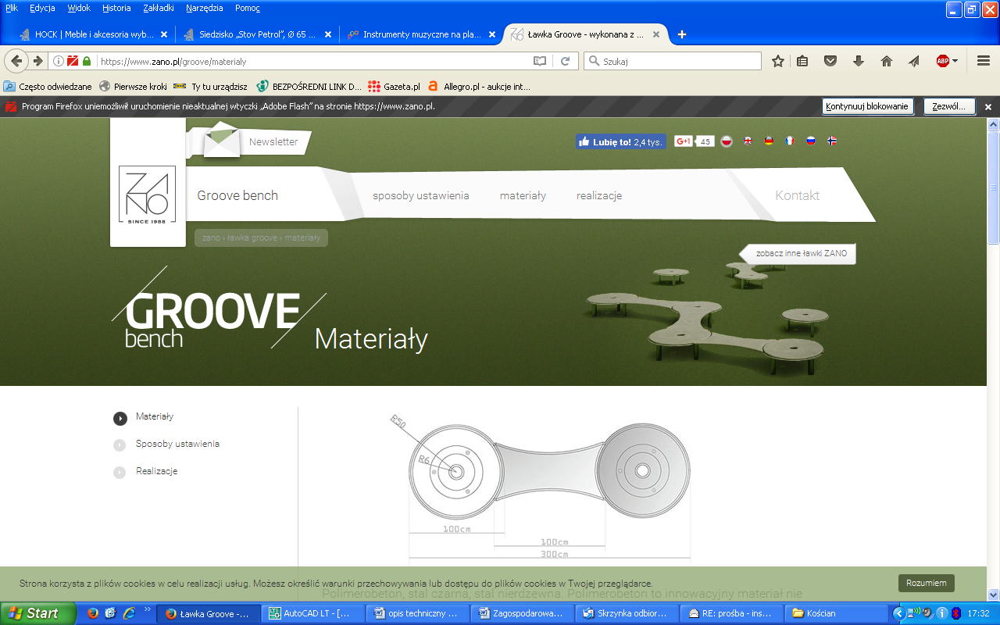 Plik Edycja Widok Historia Zakładki Narzędzia Pomoc
HOCK | Meble i akcesoria wyb... Siedzisko „Stov Petrol", Ø 65 ... Instrumenty muzyczne na pla... Ławka Groove - wykonana z ...
https://www.zano.pl/groove/materialy Szukaj ABP
Często odwiedzane Pierwsze kroki Ty tu urządzisz BEZPOŚREDNI LINK D... Gazeta.pl Allegro.pl - aukcje int...
Program Firefox uniemożliwił uruchomienie nieaktualnej wtyczki „Adobe Flash" na stronie https://www.zano.pl. Kontynuuj blokowanie Zezwól...
Newsletter Lubię to! 2,4 tys. G+1 45
ZANO
SINCE 1988
Groove bench sposoby ustawienia materiały realizacje Kontakt
zano › ławka groove › materiały
zobacz inne ławki ZANO
GROOVE
bench
Materiały
Materiały
Sposoby ustawienia
Realizacje
R50
R6
100cm
100cm
300cm
Strona korzysta z plików cookies w celu realizacji usług. Możesz określić warunki przechowywania lub dostępu do plików cookies w Twojej przeglądarce. Rozumiem
Polimerobeton, stal czarna, stal nierdzewna. Polimerobeton to innowacyjny materiał nie
Start Ławka Groove -... AutoCAD LT - [... opis techniczny ... Zagospodarowa... Skrzynka odbior... RE: prośba - ins... Kościan 17:32